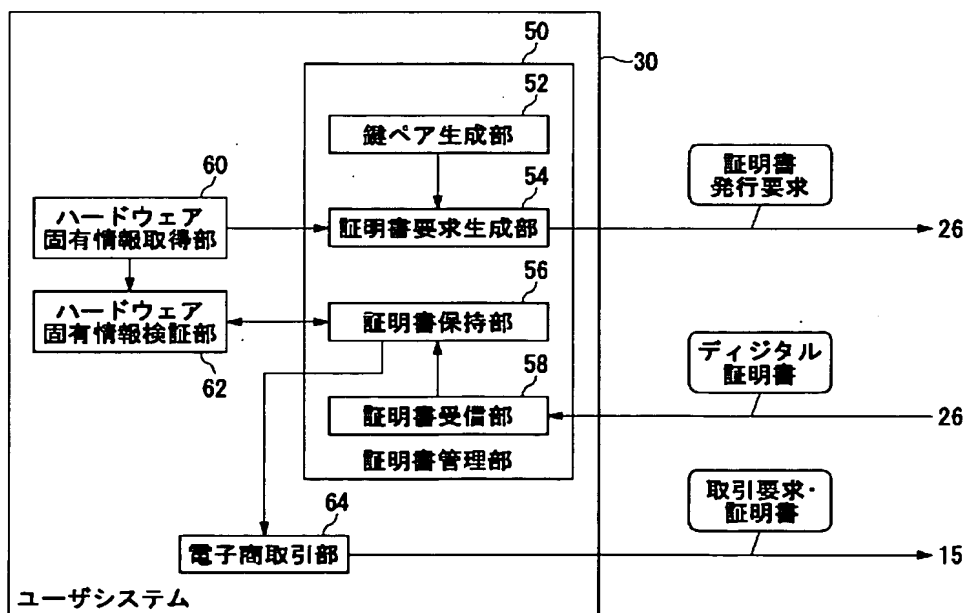 50
30
52
鍵ペア生成部
証明書
発行要求
60
54
ハードウェア
固有情報取得部
証明書要求生成部
26
56
ハードウェア
固有情報検証部
証明書保持部
ディジタル
証明書
62
58
証明書受信部
26
証明書管理部
取引要求・
証明書
64
電子商取引部
15
ユーザシステム